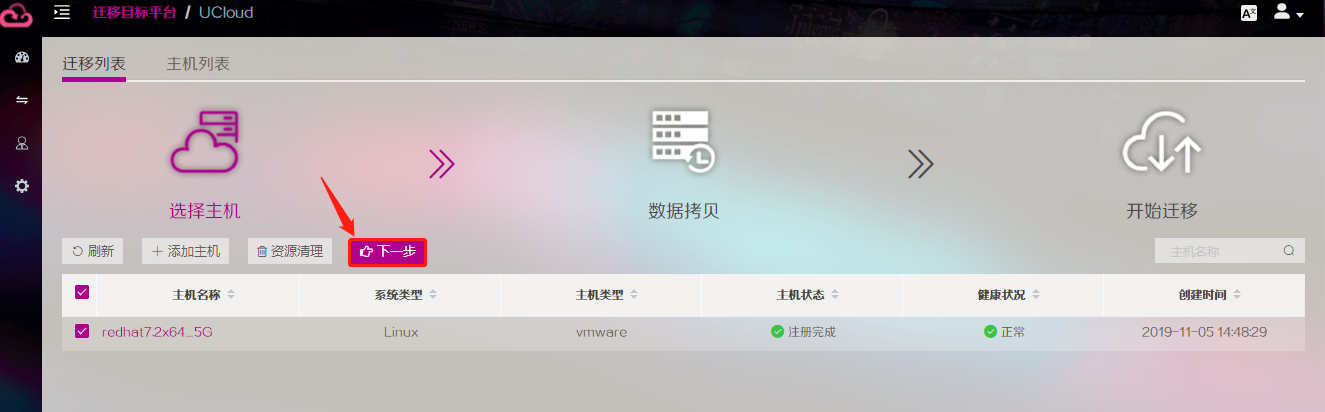 迁移目标平台 / UCloud
迁移列表 主机列表
选择主机 数据拷贝 开始迁移
刷新 添加主机 资源清理 下一步 主机名称
主机名称 系统类型 主机类型 主机状态 健康状况 创建时间
redhat7.2x64_5G Linux vmware 注册完成 正常 2019-11-05 14:48:29